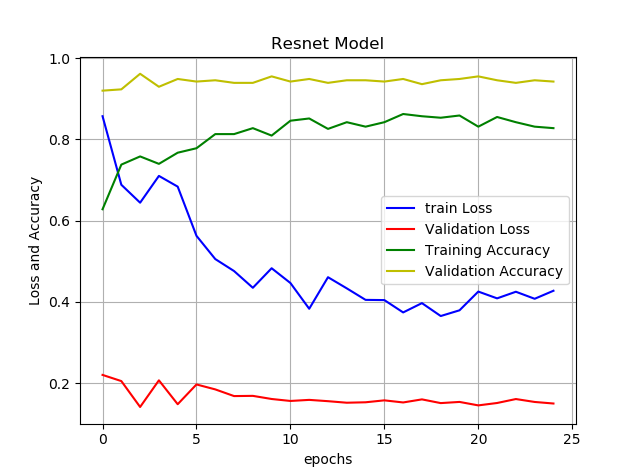 Resnet Model
1.0
0.8
0.6
0.4
0.2
Loss and Accuracy
train Loss
Validation Loss
Training Accuracy
Validation Accuracy
0
5
10
15
20
25
epochs